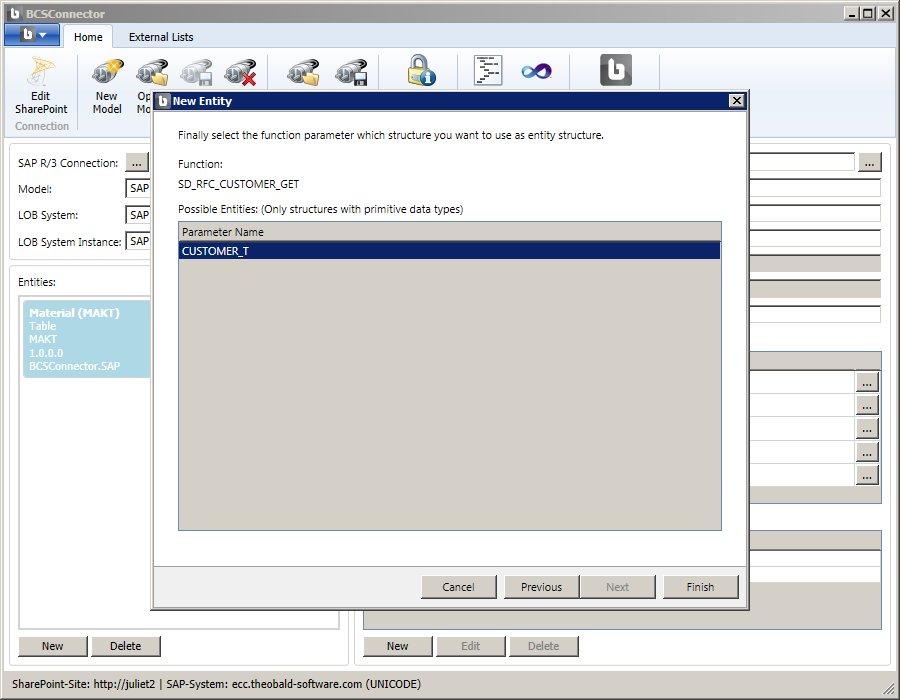 BCSConnector
Home
External Lists
Edit
SharePoint
New
Model
Op
Mo
Connection
New Entity
Finally select the function parameter which structure you want to use as entity structure.
Function:
SD_RFC_CUSTOMER_GET
Possible Entities: (Only structures with primitive data types)
Parameter Name
CUSTOMER_T
Cancel
Previous
Next
Finish
SAP R/3 Connection:
...
Model:
SAP
LOB System:
SAP
LOB System Instance:
SAP
Entities:
Material (MAKT)
Table
MAKT
1.0.0.0
BCSConnector.SAP
...
...
...
...
...
...
New
Delete
New
Edit
Delete
SharePoint-Site: http://juliet2 | SAP-System: ecc.theobald-software.com (UNICODE)